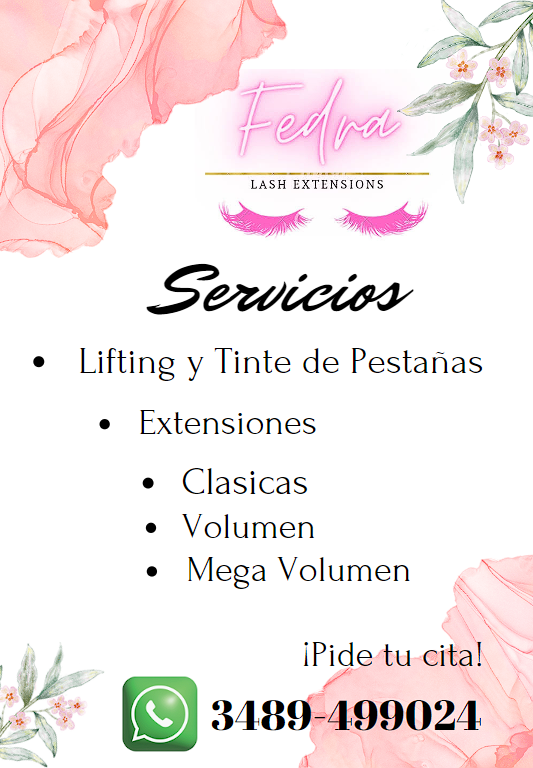 Fedra
LASH EXTENSIONS
Servicios
• Lifting y Tinte de Pestañas
• Extensiones
• Clasicas
• Volumen
• Mega Volumen
¡Pide tu cita!
3489-499024